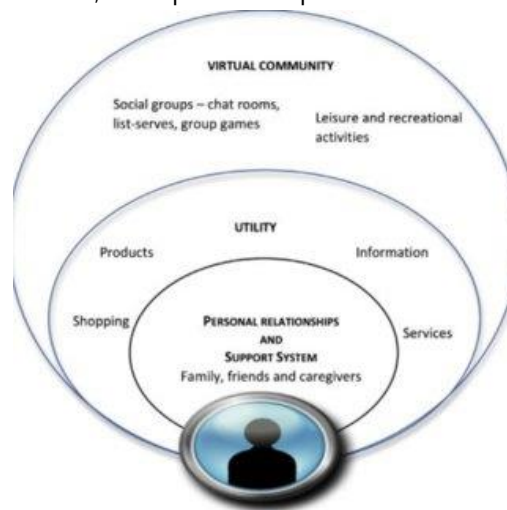 VIRTUAL COMMUNITY
Social groups – chat rooms,
list-serves, group games
Leisure and recreational
activities
UTILITY
Products
Information
Shopping
Services
PERSONAL RELATIONSHIPS
AND
SUPPORT SYSTEM
Family, friends and caregivers